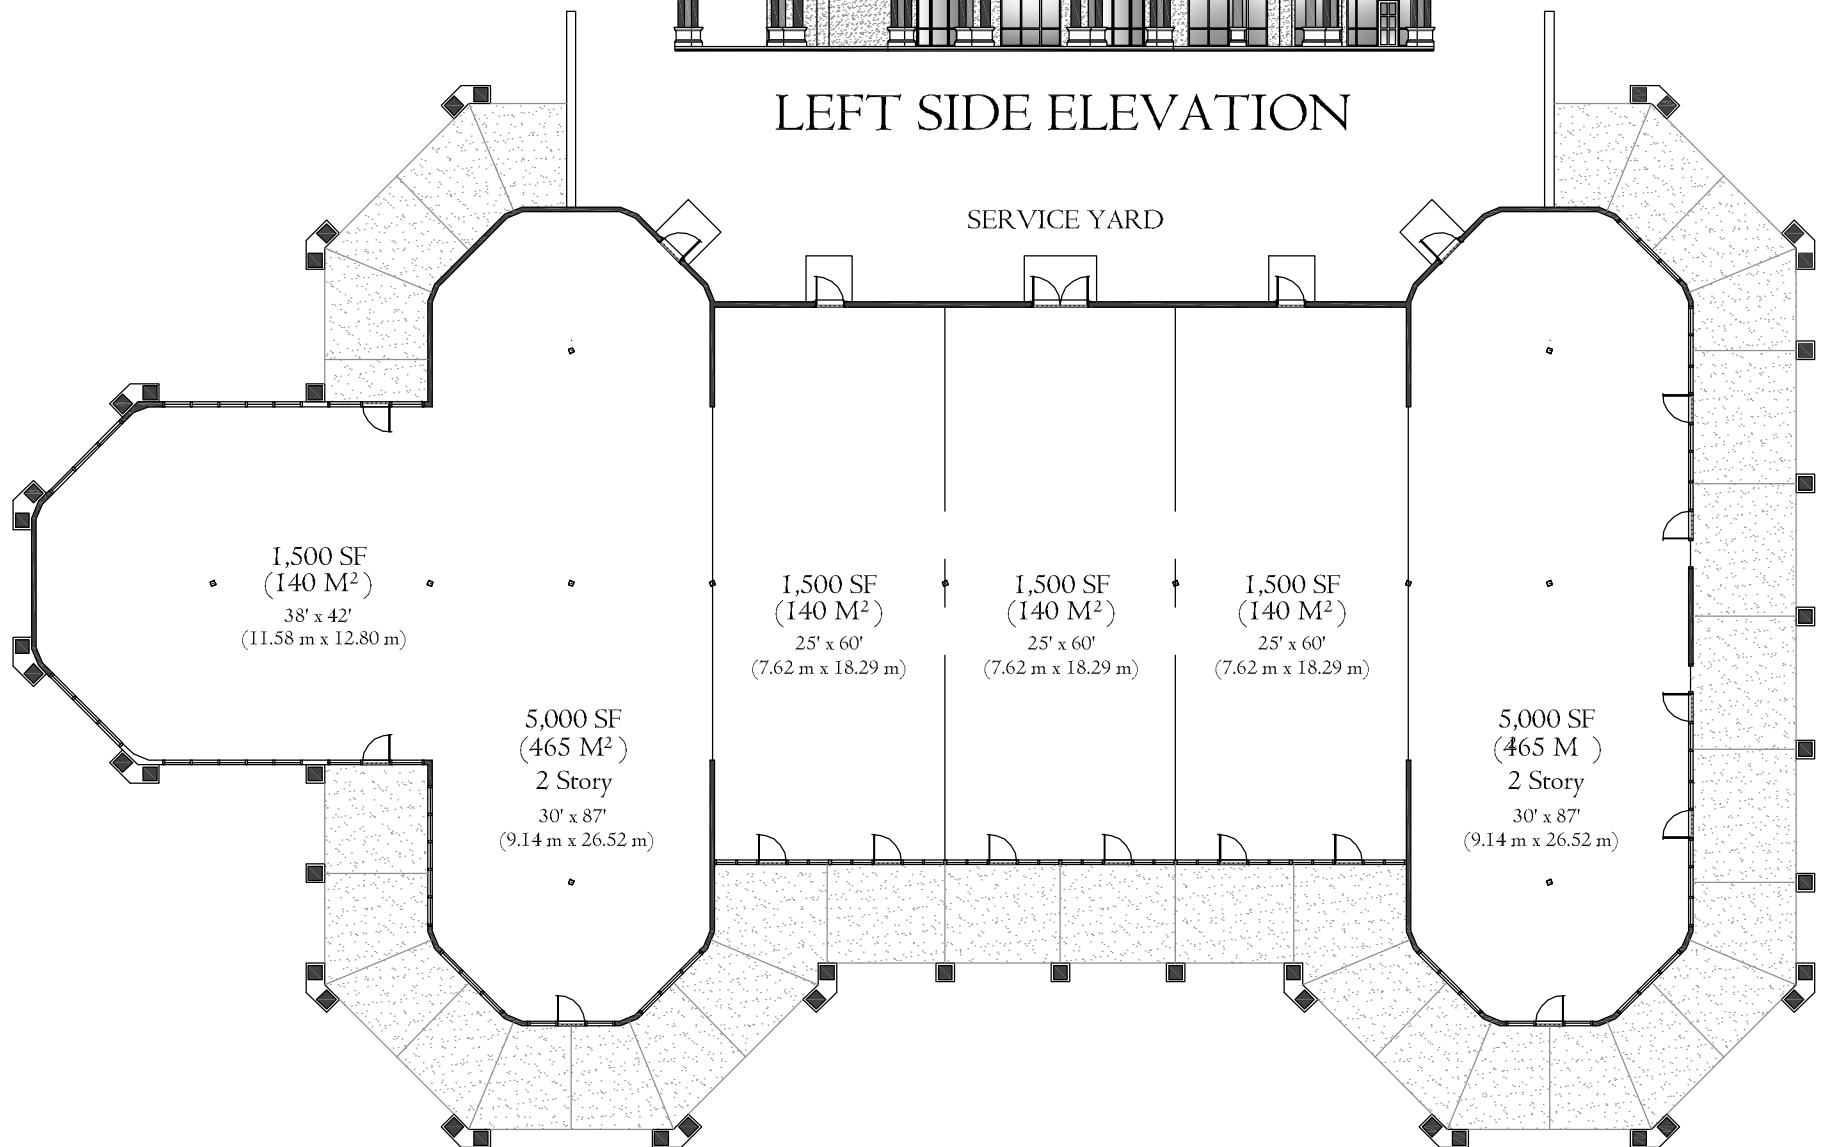 LEFT SIDE ELEVATION
SERVICE YARD
1,500 SF
(140 M²)
38' x 42'
(11.58 m x 12.80 m)
1,500 SF
(140 M²)
25' x 60'
(7.62 m x 18.29 m)
1,500 SF
(140 M²)
25' x 60'
(7.62 m x 18.29 m)
1,500 SF
(140 M²)
25' x 60'
(7.62 m x 18.29 m)
5,000 SF
(465 M²)
2 Story
30' x 87'
(9.14 m x 26.52 m)
5,000 SF
(465 M²)
2 Story
30' x 87'
(9.14 m x 26.52 m)